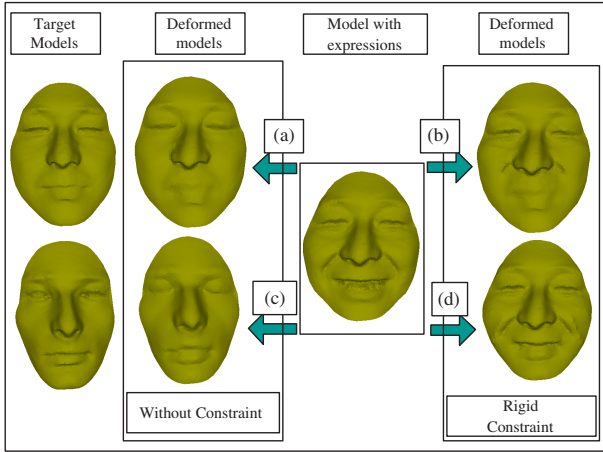 Target
Models
Deformed
models
Model with
expressions
Deformed
models
(a)
(b)
(c)
(d)
Without Constraint
Rigid
Constraint